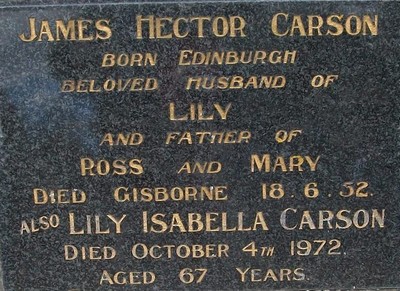 James Hector Carson
Born Edinburgh
Beloved Husband of
Lily
and Father of
Ross and Mary
Died Gisborne 18.6.52.
Also Lily Isabella Carson
Died October 4th 1972.
Aged 67 Years.